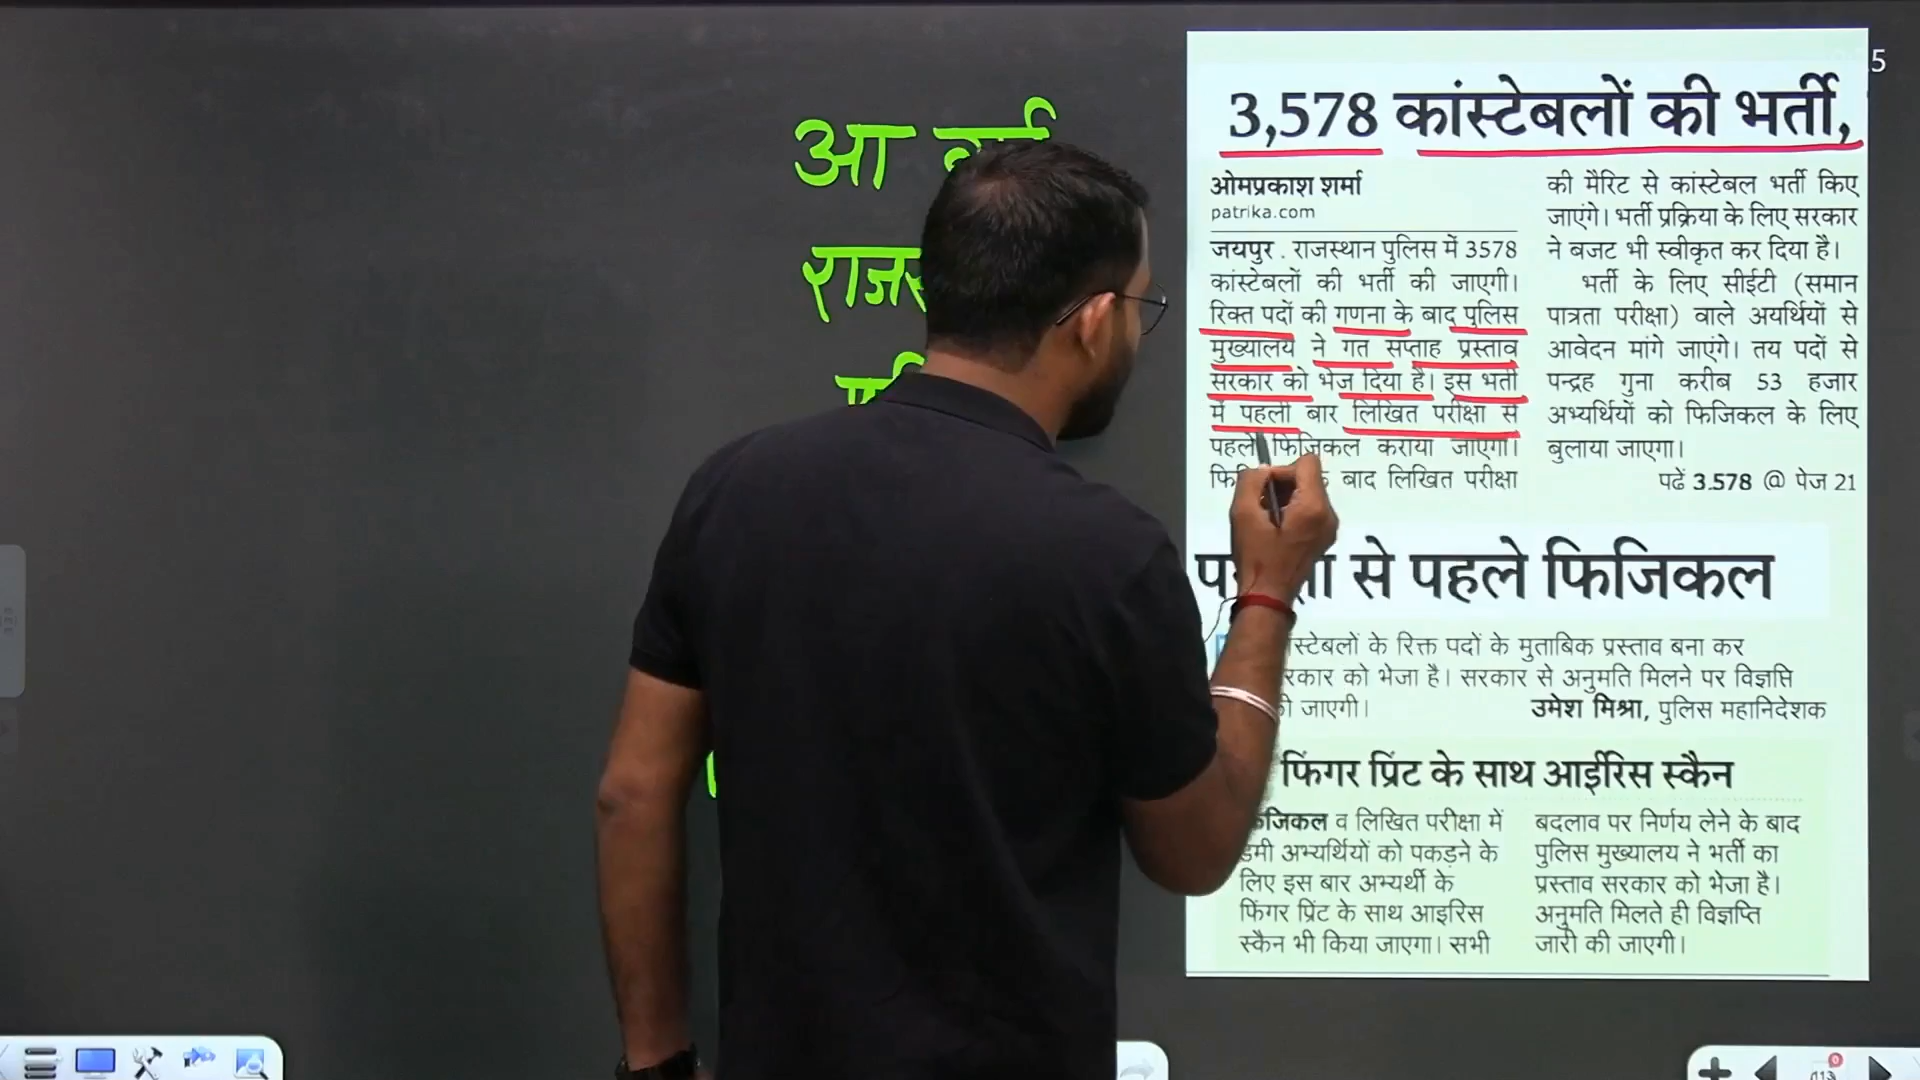 आ
3,578 कांस्टेबलों की भर्ती,
5
ओमप्रकाश शर्मा
patrika.com
जयपुर . राजस्थान पुलिस में 3578
कांस्टेबलों की भर्ती की जाएगी।
रिक्त पदों की गणना के बाद पुलिस
मुख्यालय ने गत सप्ताह प्रस्ताव
सरकार को भेज दिया है। इस भर्ती
में पहली बार लिखित परीक्षा से
पहले फिजिकल कराया जाएगा।
बाद लिखित परीक्षा
की मैरिट से कांस्टेबल भर्ती किए
जाएंगे। भर्ती प्रक्रिया के लिए सरकार
ने बजट भी स्वीकृत कर दिया है।
भर्ती के लिए सीईटी (समान
पात्रता परीक्षा) वाले अयर्थियों से
आवेदन मांगे जाएंगे। तय पदों से
पन्द्रह गुना करीब 53 हजार
अभ्यर्थियों को फिजिकल के लिए
बुलाया जाएगा।
पढें 3.578 @ पेज 21
से पहले फिजिकल
के रिक्त पदों के मुताबिक प्रस्ताव बना कर
को भेजा है। सरकार से अनुमति मिलने पर विज्ञप्ति
जाएगी।
उमेश मिश्रा, पुलिस महानिदेशक
फिंगर प्रिंट के साथ आईरिस स्कैन
व लिखित परीक्षा में
डमी अभ्यर्थियों को पकड़ने के
लिए इस बार अभ्यर्थी के
फिंगर प्रिंट के साथ आइरिस
स्कैन भी किया जाएगा। सभी
बदलाव पर निर्णय लेने के बाद
पुलिस मुख्यालय ने भर्ती का
प्रस्ताव सरकार को भेजा है।
अनुमति मिलते ही विज्ञप्ति
जारी की जाएगी।